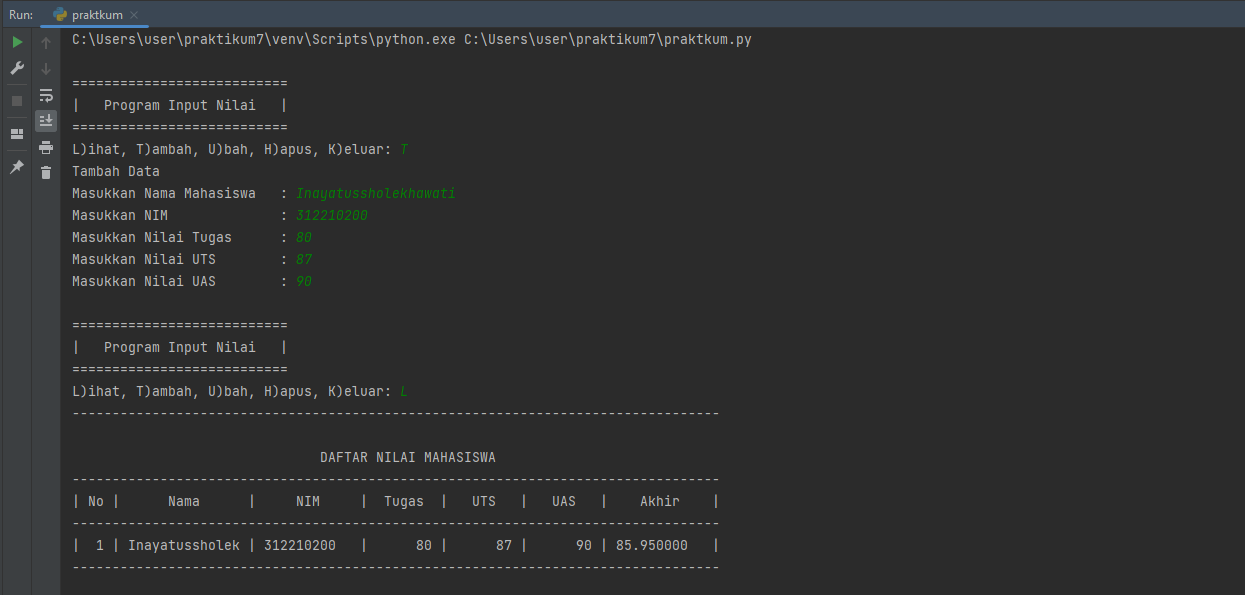 Run: praktkum
C:\Users\user\praktikum7\venv\Scripts\python.exe C:\Users\user\praktikum7\praktkum.py
===========================
|   Program Input Nilai   |
===========================
L)ihat, T)ambah, U)bah, H)apus, K)eluar: T
Tambah Data
Masukkan Nama Mahasiswa   : Inayatussholekhawati
Masukkan NIM              : 312210200
Masukkan Nilai Tugas      : 80
Masukkan Nilai UTS        : 87
Masukkan Nilai UAS        : 90
===========================
|   Program Input Nilai   |
===========================
L)ihat, T)ambah, U)bah, H)apus, K)eluar: L
---------------------------------------------------------------------------------
                               DAFTAR NILAI MAHASISWA
---------------------------------------------------------------------------------
| No |      Nama      |     NIM     |  Tugas  |   UTS   |   UAS   |    Akhir    |
---------------------------------------------------------------------------------
|  1 | Inayatussholek | 312210200   |      80 |      87 |      90 | 85.950000   |
---------------------------------------------------------------------------------